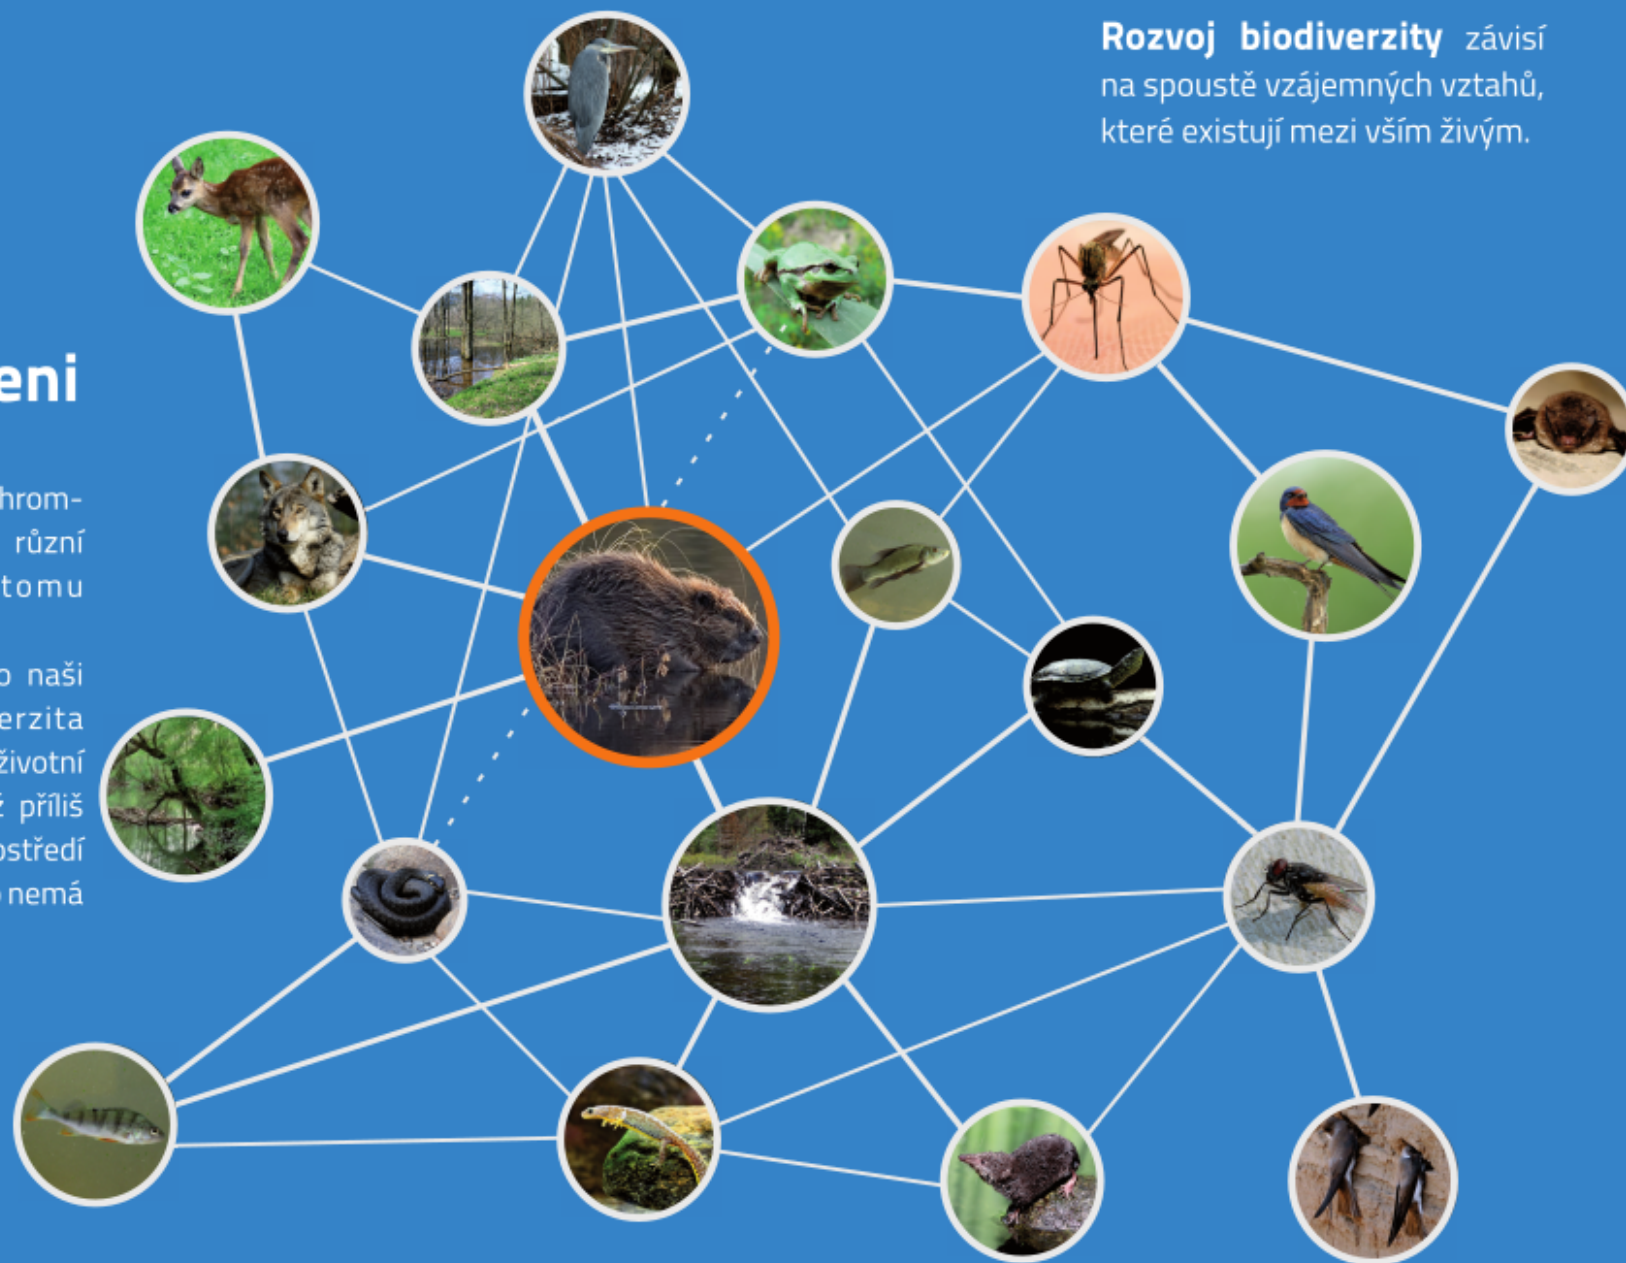 Rozvoj biodiverzity závisí
na spoustě vzájemných vztahů,
které existují mezi vším živým.
eni
hrom-
různí
tomu
o naši
erzita
životní
ž příliš
ostředí
nemá